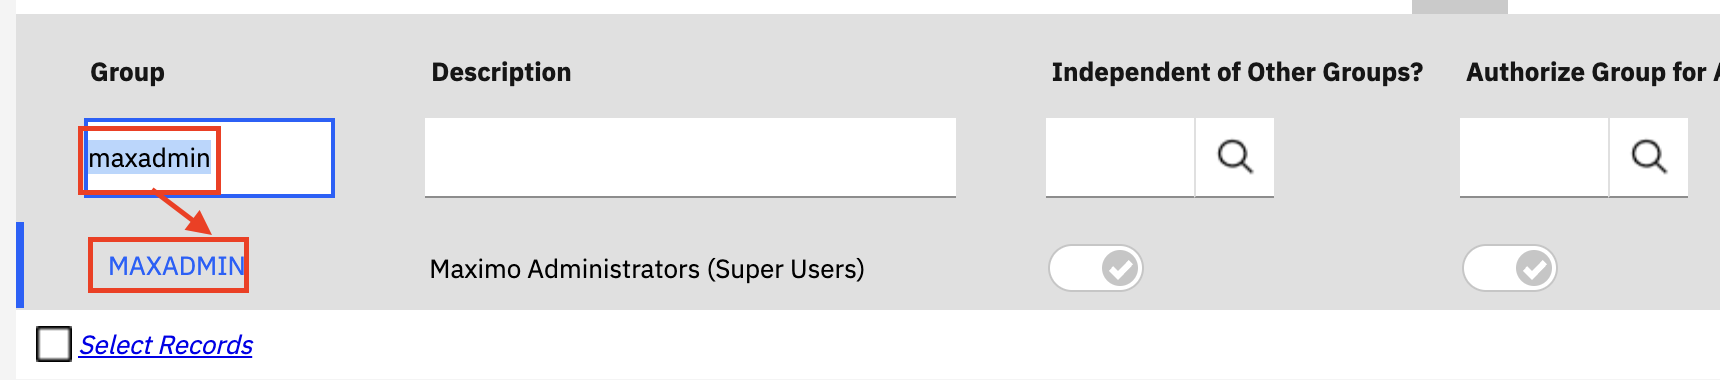 Group Description Independent of Other Groups? Authorize Group for A
maxadmin
MAXADMIN Maximo Administrators (Super Users)
Select Records